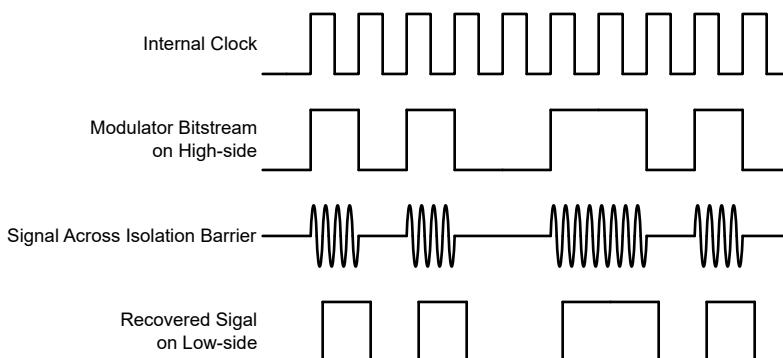 Internal Clock
Modulator Bitstream
on High-side
Signal Across Isolation Barrier
Recovered Sigal
on Low-side